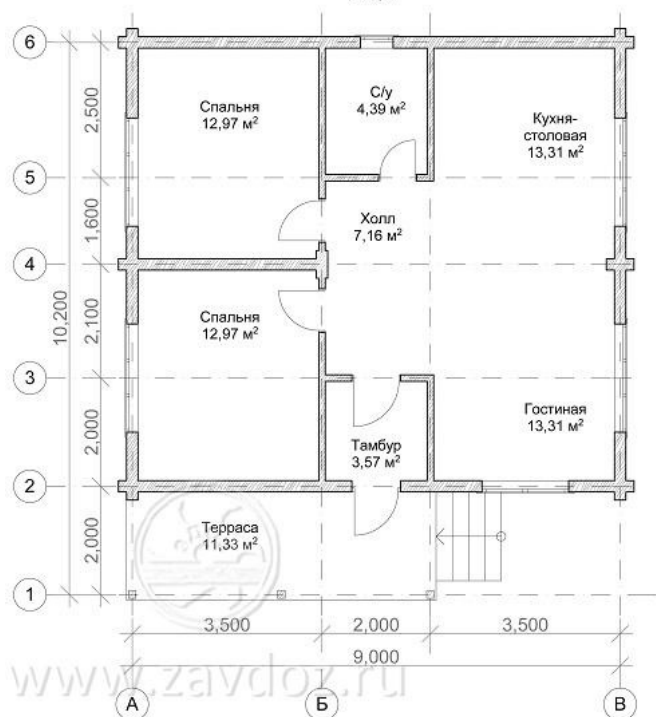 6
Спальня
12,97 м²
С/у
4,39 м²
Кухня-
столовая
13,31 м²
2,500
5
1,600
Холл
7,16 м²
4
10,200
2,100
Спальня
12,97 м²
3
2,000
Тамбур
3,57 м²
Гостиная
13,31 м²
2
2,000
Терраса
11,33 м²
1
3,500
2,000
3,500
9,000
www.zavdoz.ru
А
Б
В